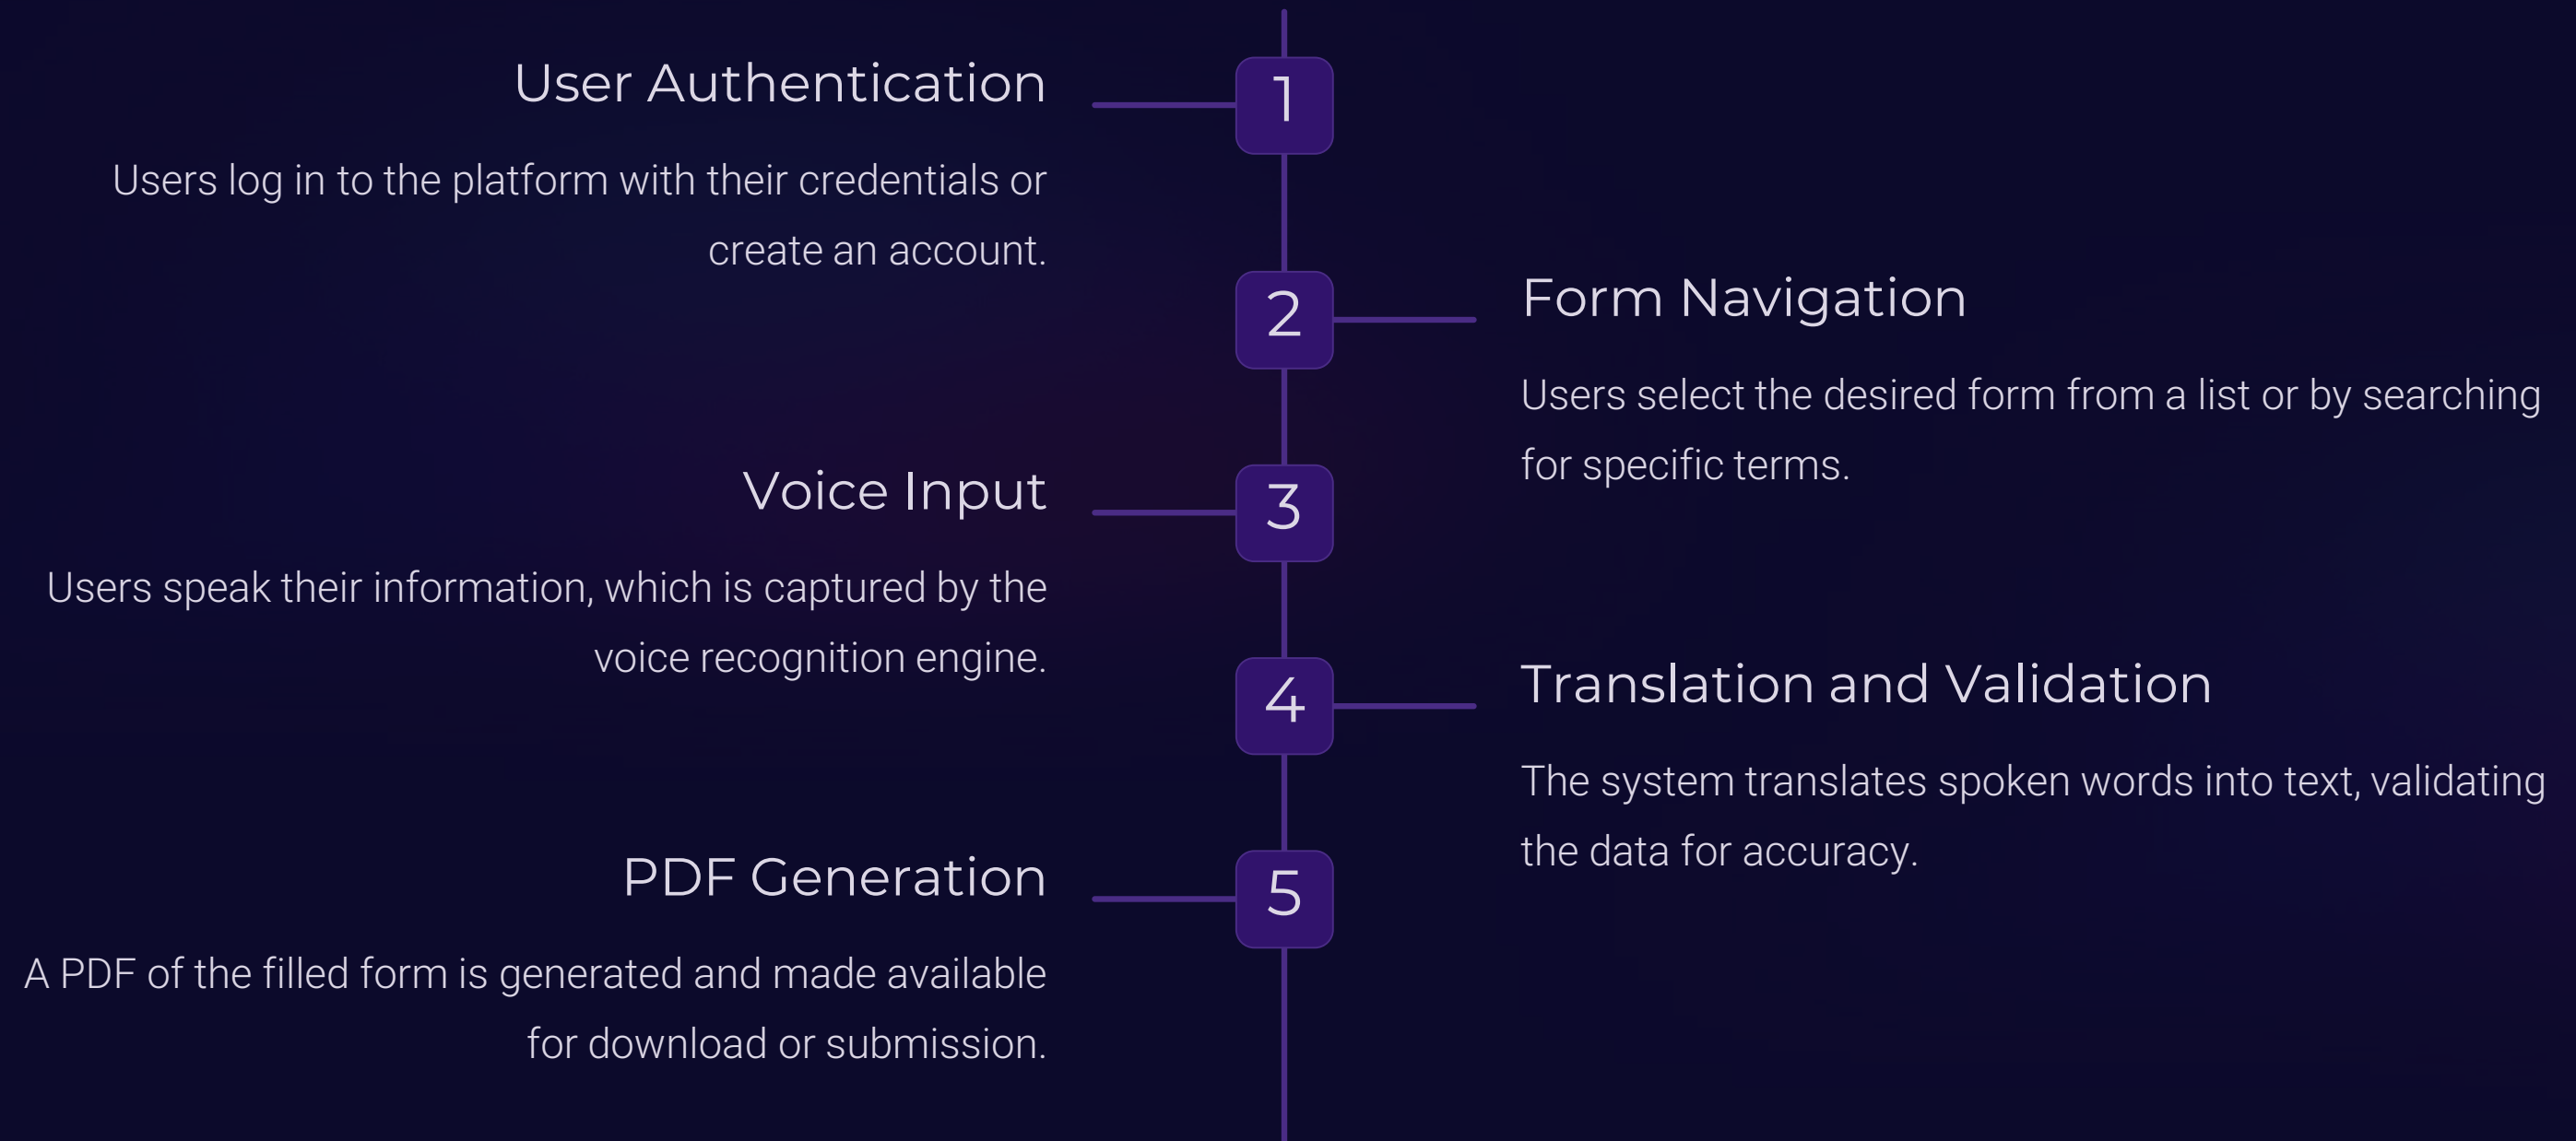 1
User Authentication
Users log in to the platform with their credentials or
create an account.
2
Form Navigation
Users select the desired form from a list or by searching
for specific terms.
3
Voice Input
Users speak their information, which is captured by the
voice recognition engine.
4
Translation and Validation
The system translates spoken words into text, validating
the data for accuracy.
5
PDF Generation
A PDF of the filled form is generated and made available
for download or submission.